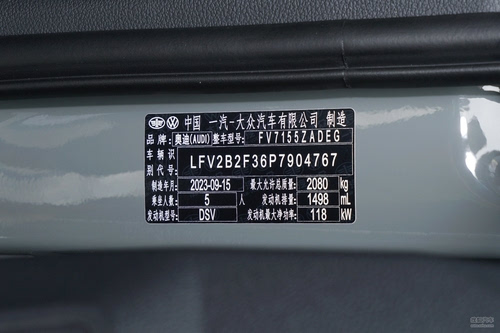 中国 一汽-大众汽车有限公司 制造
品牌: 奥迪(AUDI) 整车型号: FV7155ZADEG
车辆识别代号: LFV2B2F36P7904767
制造年月: 2023-09-15 最大允许总质量: 2080 kg
乘坐人数: 5 人 发动机排量: 1498 mL
发动机型号: DSV 发动机最大净功率: 118 kW